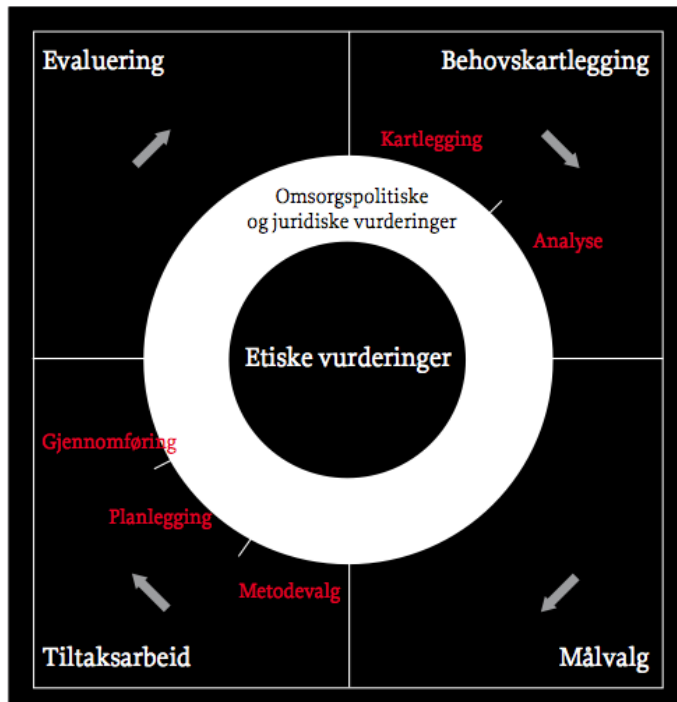 Evaluering
Behovskartlegging
Kartlegging
Omsorgspolitiske
og juridiske vurderinger
Analyse
Etiske vurderinger
Gjennomføring
Planlegging
Metodevalg
Tiltaksarbeid
Målvalg